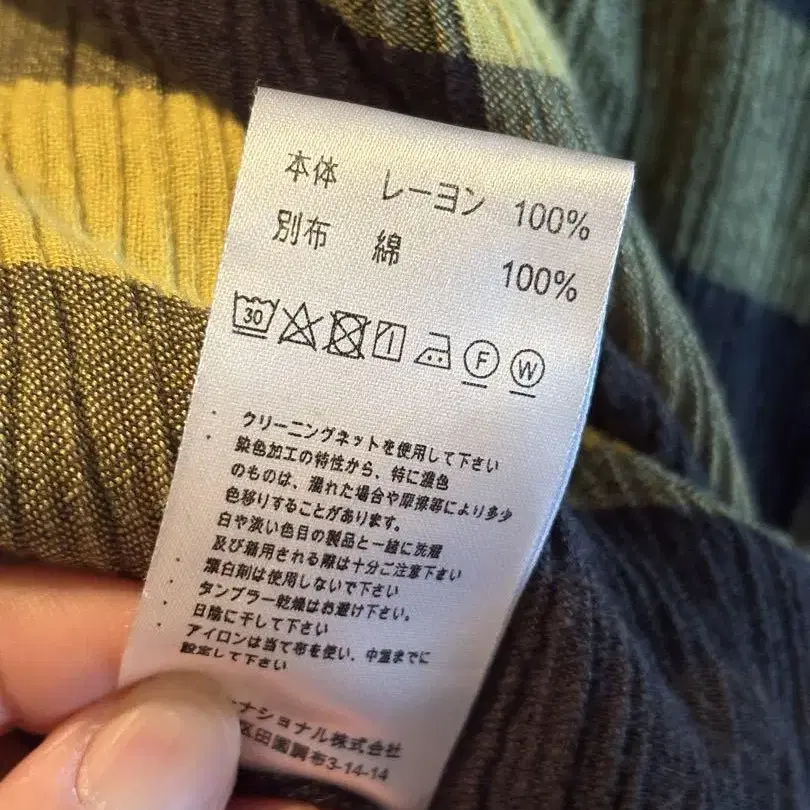 本体 レーヨン 100%
別布 綿 100%
30 F W
・ クリーニングネットを使用して下さい
・ 染色加工の特性から、特に濃色
のものは、濡れた場合や摩擦等により多少
色移りすることがあります。
白や淡い色目の製品と一緒に洗濯
及び着用される際は十分ご注意下さい
・ 漂白剤は使用しないで下さい
・ タンブラー乾燥はお避け下さい。
・ 日陰に干して下さい
・ アイロンは当て布を使い、中温までに
設定して下さい
ーナショナル株式会社
区田園調布3-14-14